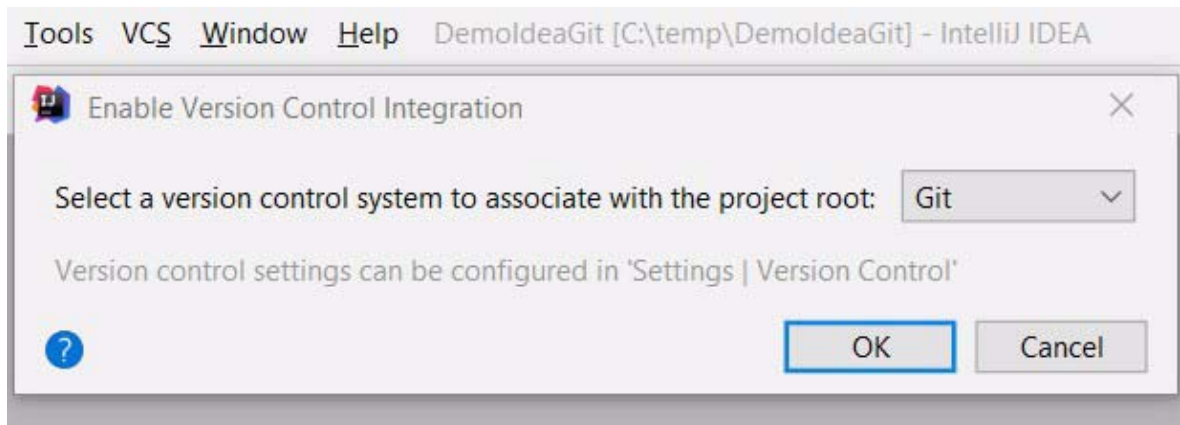 Tools VCS Window Help DemoIdeaGit [C:\temp\DemoIdeaGit] - IntelliJ IDEA
IJ
Enable Version Control Integration
Select a version control system to associate with the project root: Git
Version control settings can be configured in 'Settings | Version Control'
?
OK Cancel